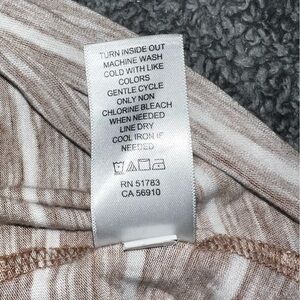 TURN INSIDE OUT
MACHINE WASH
COLD WITH LIKE
COLORS
GENTLE CYCLE
ONLY NON
CHLORINE BLEACH
WHEN NEEDED
LINE DRY
COOL IRON IF
NEEDED
RN 51783
CA 56910